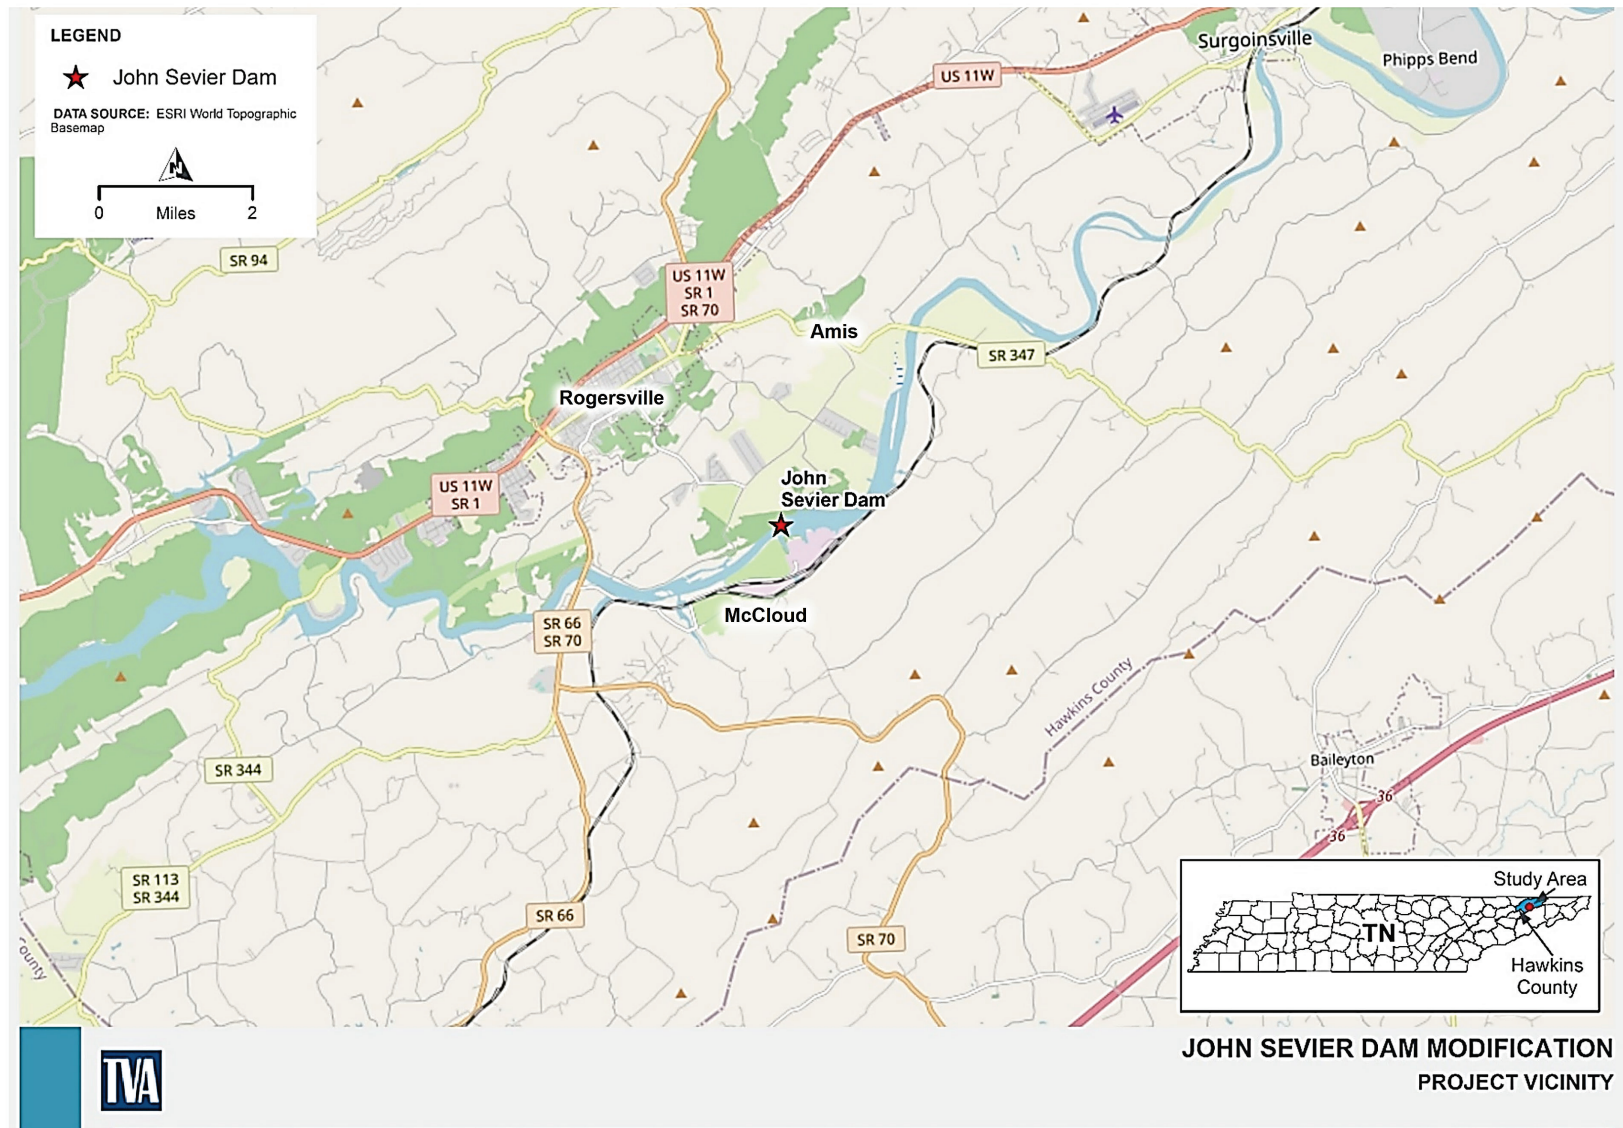 LEGEND
John Sevier Dam
DATA SOURCE: ESRI World Topographic
Basemap
N
0 Miles 2
Surgoinsville
Phipps Bend
US 11W
SR 94
US 11W
SR 1
SR 70
Amis
SR 347
Rogersville
US 11W
SR 1
John
Sevier Dam
McCloud
SR 66
SR 70
Hawkins County
SR 344
Baileyton
36
36
SR 113
SR 344
SR 66
SR 70
County
Study Area
TN
Hawkins
County
JOHN SEVIER DAM MODIFICATION
PROJECT VICINITY
TVA